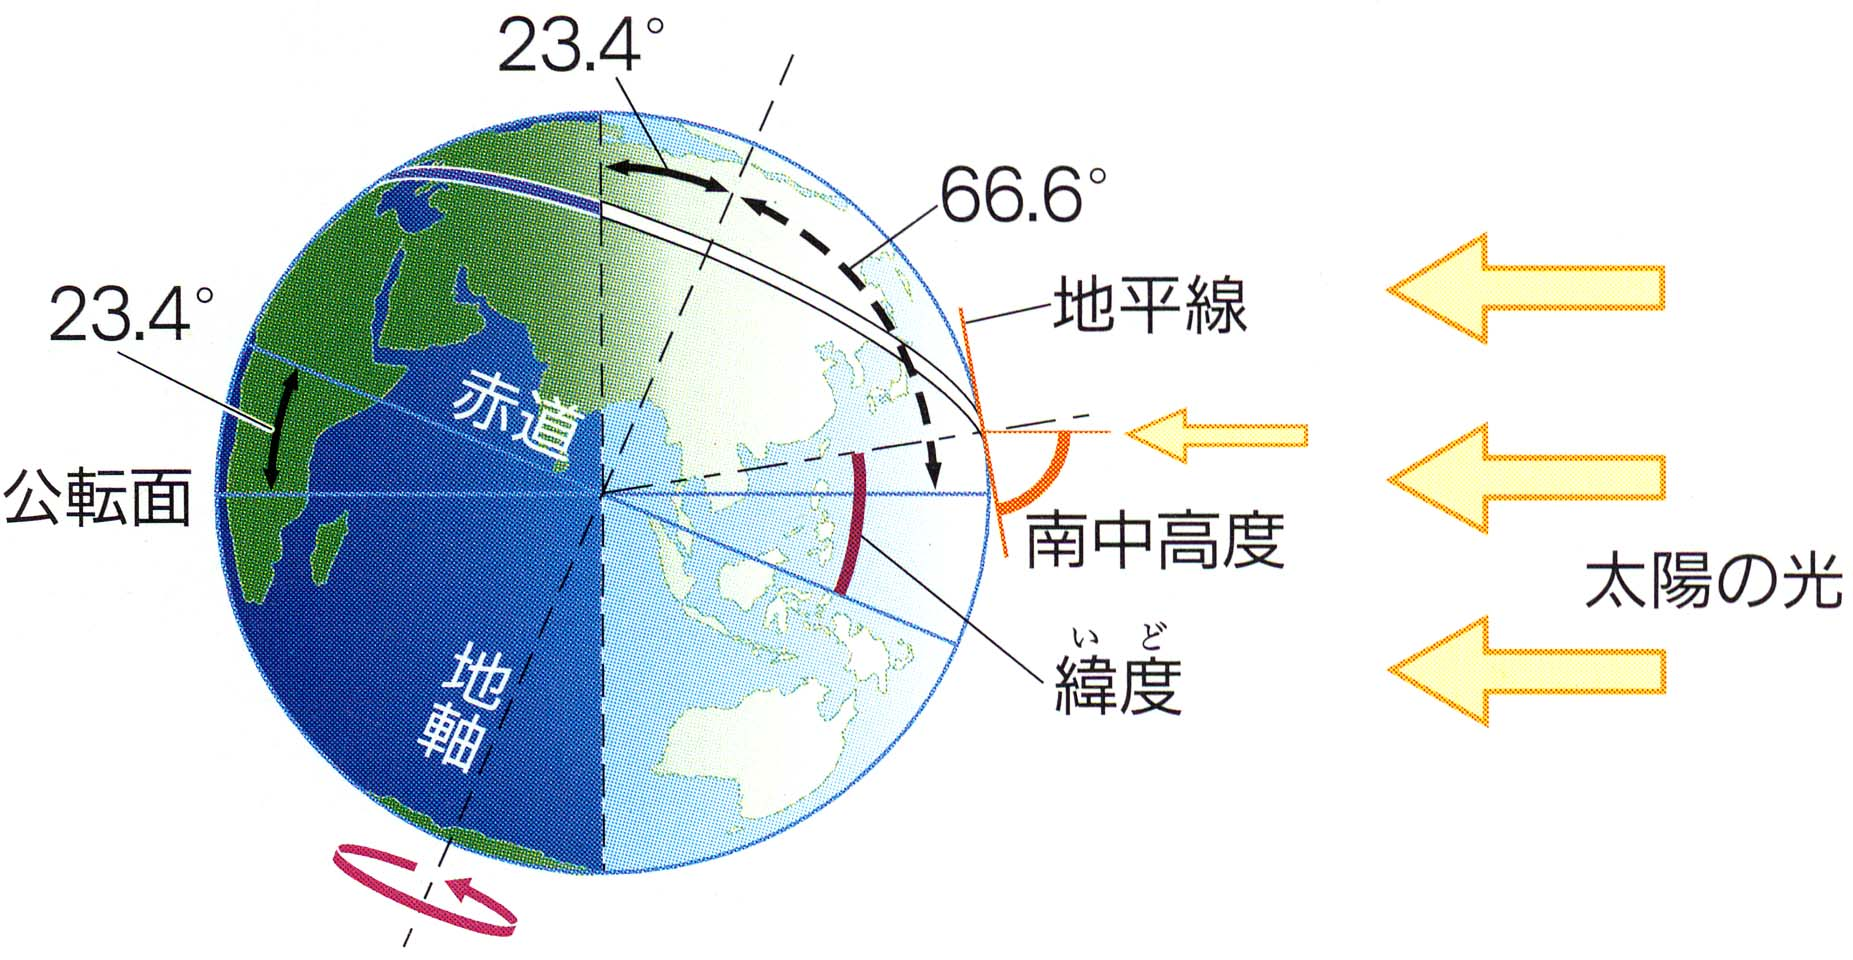 23.4°
66.6°
地平線
23.4°
赤道
公転面
南中高度
太陽の光
いど
緯度
地軸